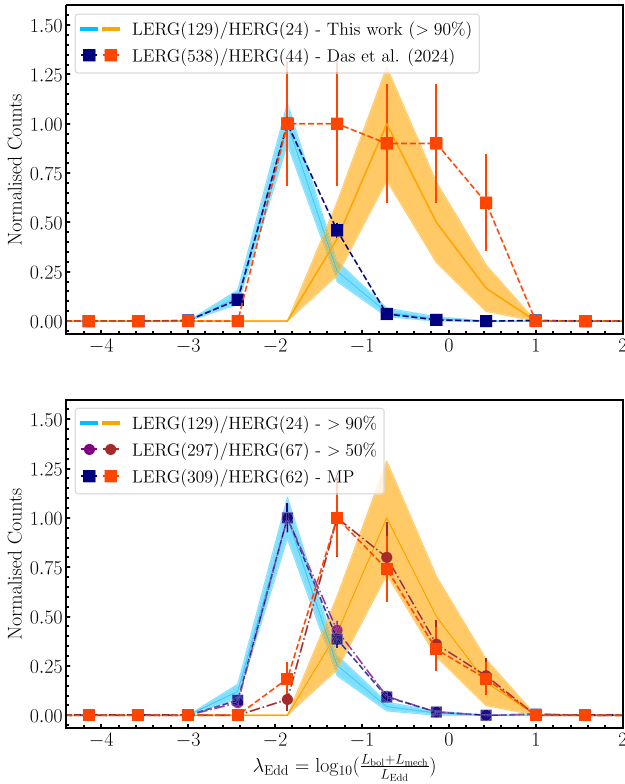 LERG(129)/HERG(24) - This work (> 90%)
LERG(538)/HERG(44) - Das et al. (2024)
1.50
1.25
1.00
0.75
0.50
0.25
0.00
Normalised Counts
−4 −3 −2 −1 0 1 2
LERG(129)/HERG(24) - > 90%
LERG(297)/HERG(67) - > 50%
LERG(309)/HERG(62) - MP
1.50
1.25
1.00
0.75
0.50
0.25
0.00
Normalised Counts
−4 −3 −2 −1 0 1 2
λ_Edd = log₁₀((L_bol+L_mech)/L_Edd)